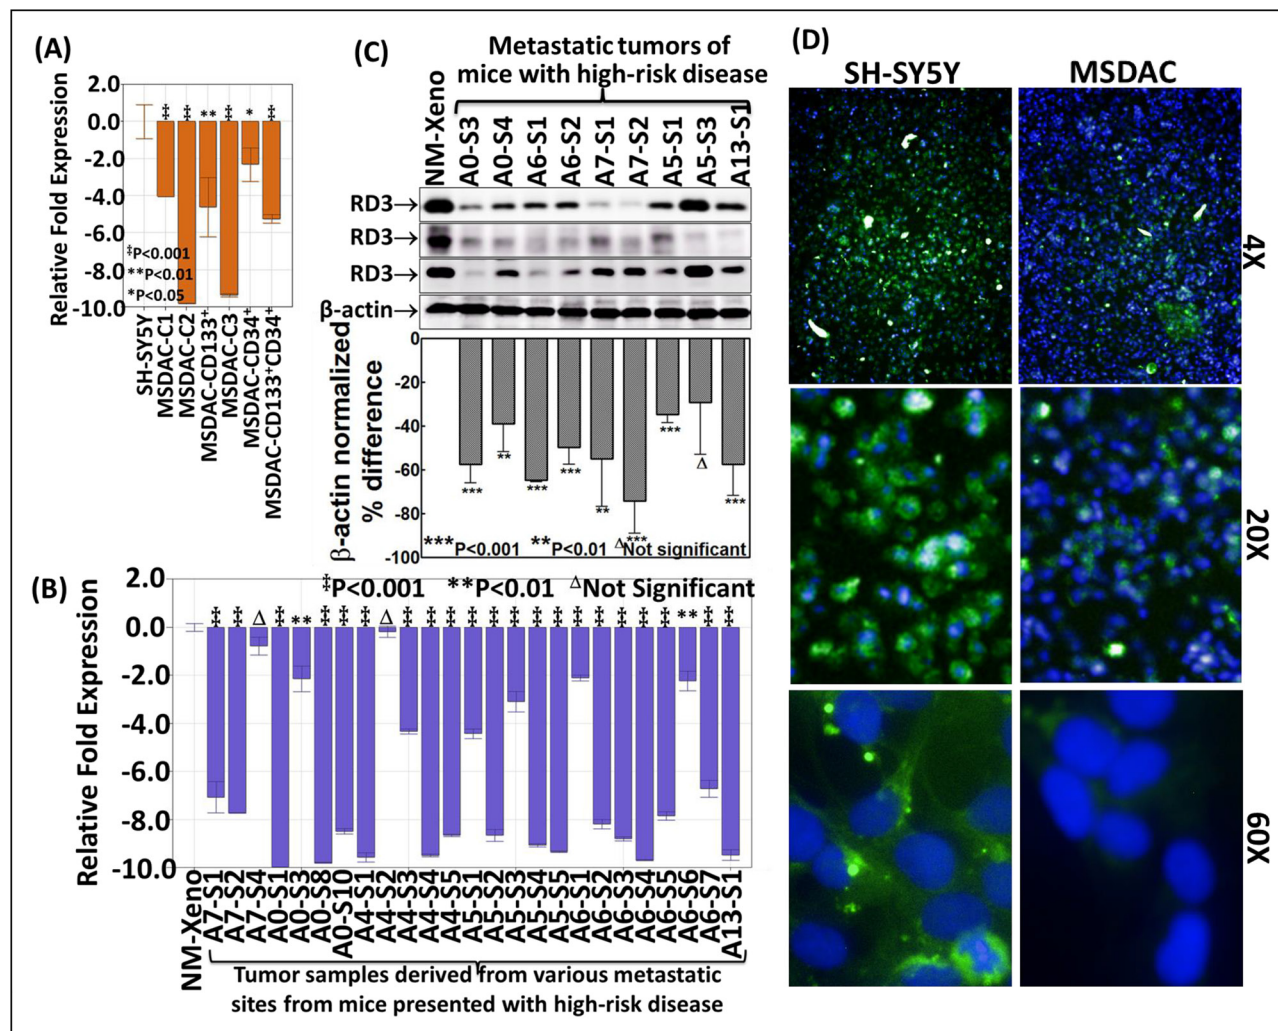 (A)
2.0
0.0
-2.0
-4.0
-6.0
-8.0
-10.0
Relative Fold Expression
‡ ‡ ** ‡ * ‡
‡P<0.001
**P<0.01
*P<0.05
SH-SY5Y
MSDAC-C1
MSDAC-C2
MSDAC-CD133+
MSDAC-C3
MSDAC-CD34+
MSDAC-CD133+CD34+
(C)
Metastatic tumors of
mice with high-risk disease
NM-Xeno
A0-S3
A0-S4
A6-S1
A6-S2
A7-S1
A7-S2
A5-S1
A5-S3
A13-S1
RD3→
RD3→
RD3→
β-actin→
0
-20
-40
-60
-80
-100
β-actin normalized
% difference
*** ** *** *** ** *** *** Δ ***
***P<0.001 **P<0.01 ΔNot significant
(B)
2.0
0.0
-2.0
-4.0
-6.0
-8.0
-10.0
Relative Fold Expression
‡P<0.001 **P<0.01 ΔNot Significant
‡ ‡ Δ ‡ ** ‡ ‡ ‡ Δ ‡ ‡ ‡ ‡ ‡ ‡ ‡ ‡ ‡ ‡ ‡ ‡ ‡ ** ‡ ‡
NM-Xeno
A7-S1
A7-S2
A7-S4
A0-S1
A0-S3
A0-S8
A0-S10
A4-S1
A4-S2
A4-S3
A4-S4
A4-S5
A5-S1
A5-S2
A5-S3
A5-S4
A5-S5
A6-S1
A6-S2
A6-S3
A6-S4
A6-S5
A6-S6
A6-S7
A13-S1
Tumor samples derived from various metastatic
sites from mice presented with high-risk disease
(D)
SH-SY5Y
MSDAC
4X
20X
60X